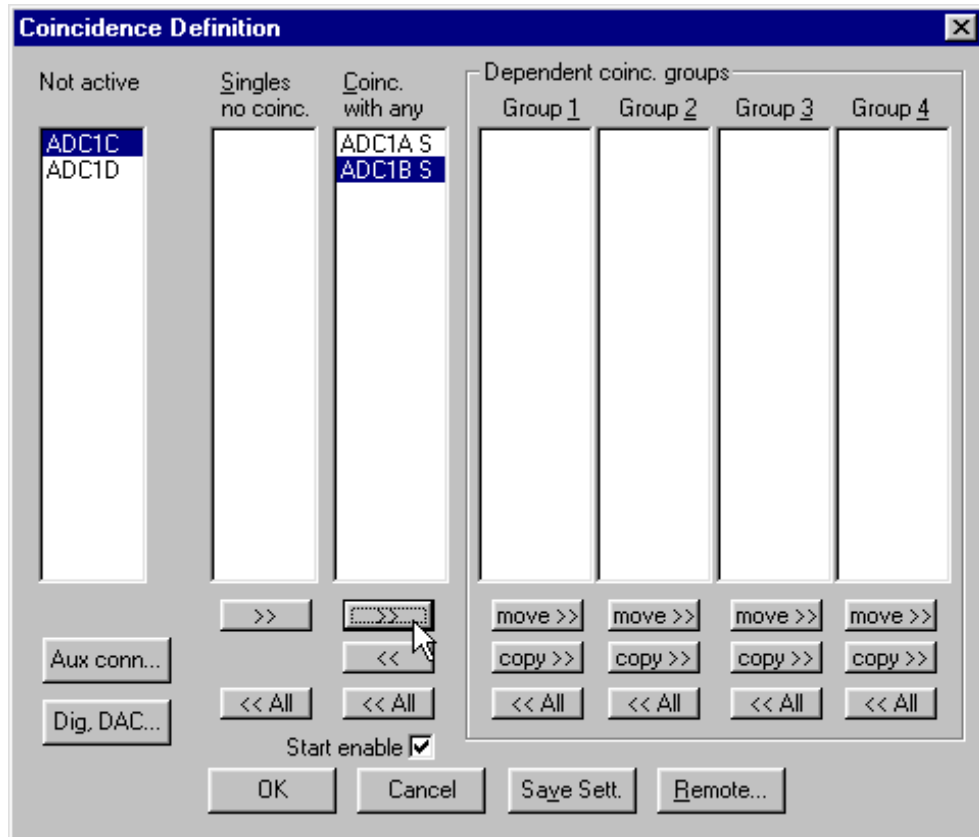 Coincidence Definition
Not active
Singles
no coinc.
Coinc.
with any
Dependent coinc. groups
Group 1
Group 2
Group 3
Group 4
ADC1C
ADC1D
ADC1A S
ADC1B S
>>
>>
<<
<< All
<< All
move >>
move >>
move >>
move >>
copy >>
copy >>
copy >>
copy >>
<< All
<< All
<< All
<< All
Aux conn...
Dig, DAC...
Start enable
OK
Cancel
Save Sett.
Remote...